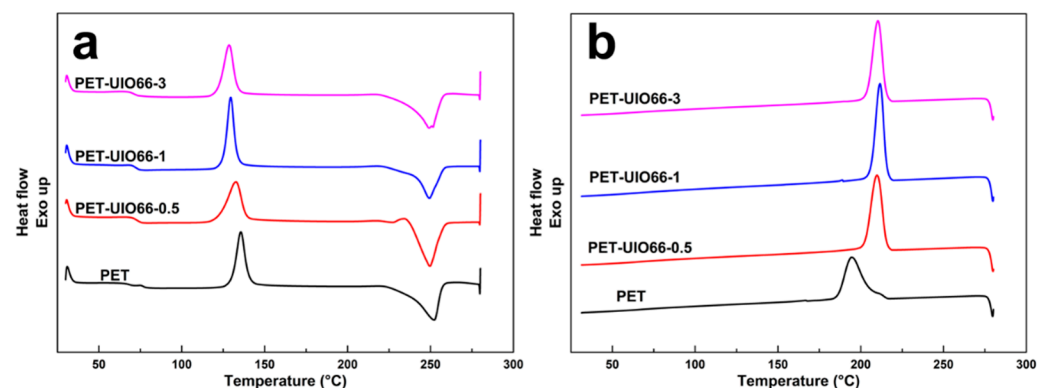 a
PET-UIO66-3
PET-UIO66-1
PET-UIO66-0.5
PET
Heat flow
Exo up
50 100 150 200 250 300
Temperature (°C)
b
PET-UIO66-3
PET-UIO66-1
PET-UIO66-0.5
PET
Heat flow
Exo up
50 100 150 200 250 300
Temperature (°C)